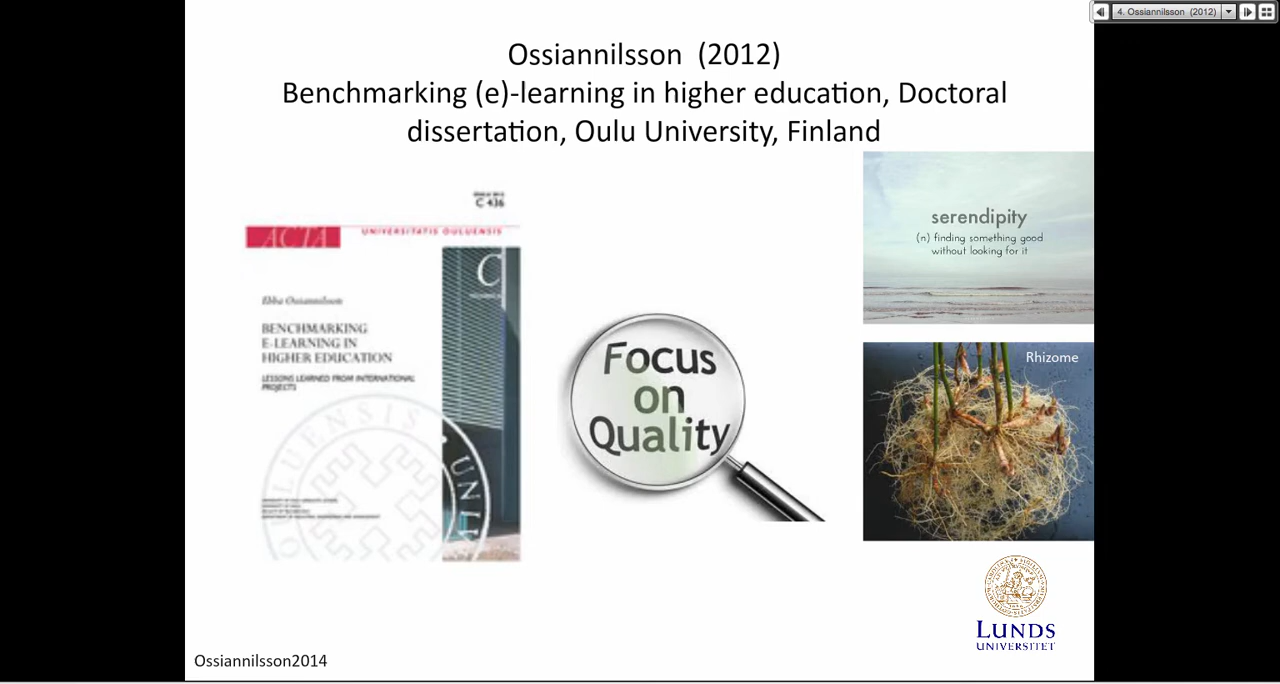 4. Ossiannilsson (2012)
Ossiannilsson (2012)
Benchmarking (e)-learning in higher education, Doctoral
dissertation, Oulu University, Finland
C 436
ACTA
UNIVERSITATIS OULUENSIS
C
Ebba Ossiannilsson
BENCHMARKING
E-LEARNING IN
HIGHER EDUCATION
LESSONS LEARNED FROM INTERNATIONAL
PROJECTS
Focus
on
Quality
serendipity
(n) finding something good
without looking for it
Rhizome
LUNDS
UNIVERSITET
Ossiannilsson2014